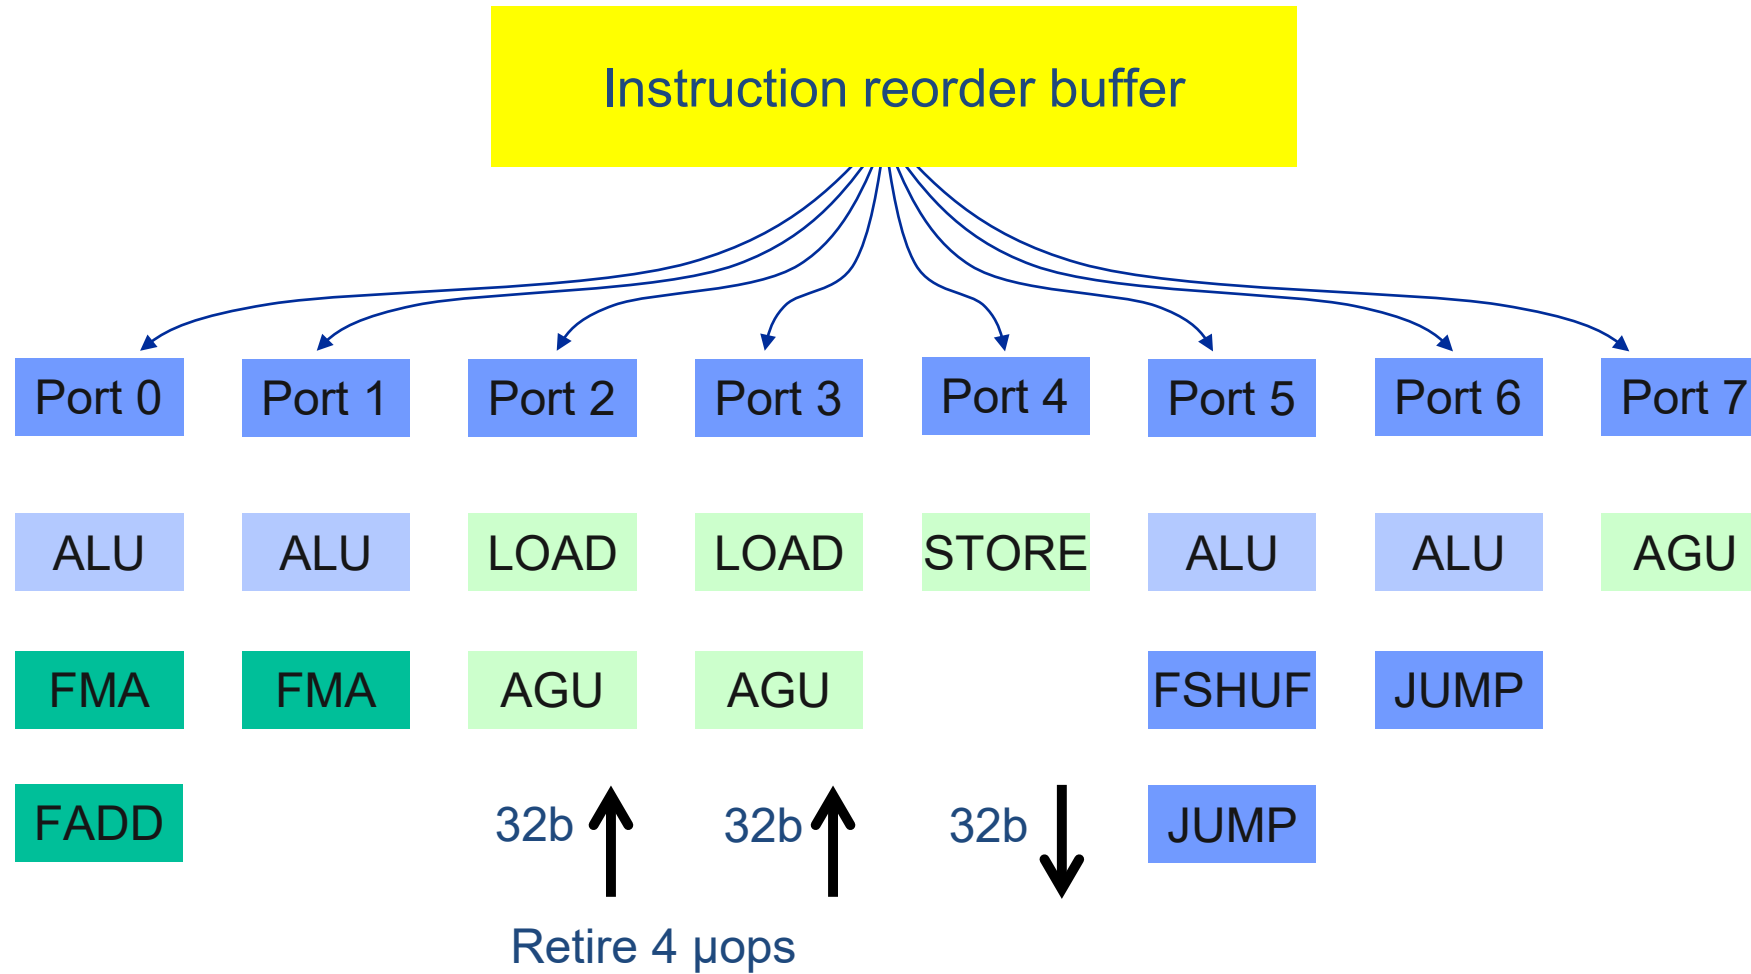 Instruction reorder buffer
Port 0 Port 1 Port 2 Port 3 Port 4 Port 5 Port 6 Port 7
ALU ALU LOAD LOAD STORE ALU ALU AGU
FMA FMA AGU AGU FSHUF JUMP
FADD 32b 32b 32b JUMP
Retire 4 µops